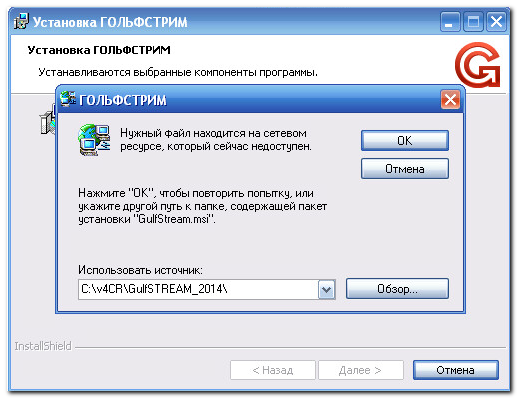 Установка ГОЛЬФСТРИМ
Установка ГОЛЬФСТРИМ
Устанавливаются выбранные компоненты программы.
ГОЛЬФСТРИМ
Нужный файл находится на сетевом
ресурсе, который сейчас недоступен.
OK
Отмена
Нажмите "OK", чтобы повторить попытку, или
укажите другой путь к папке, содержащей пакет
установки "GulfStream.msi".
Использовать источник:
C:\v4CR\GulfSTREAM_2014\
Обзор...
InstallShield
< Назад
Далее >
Отмена